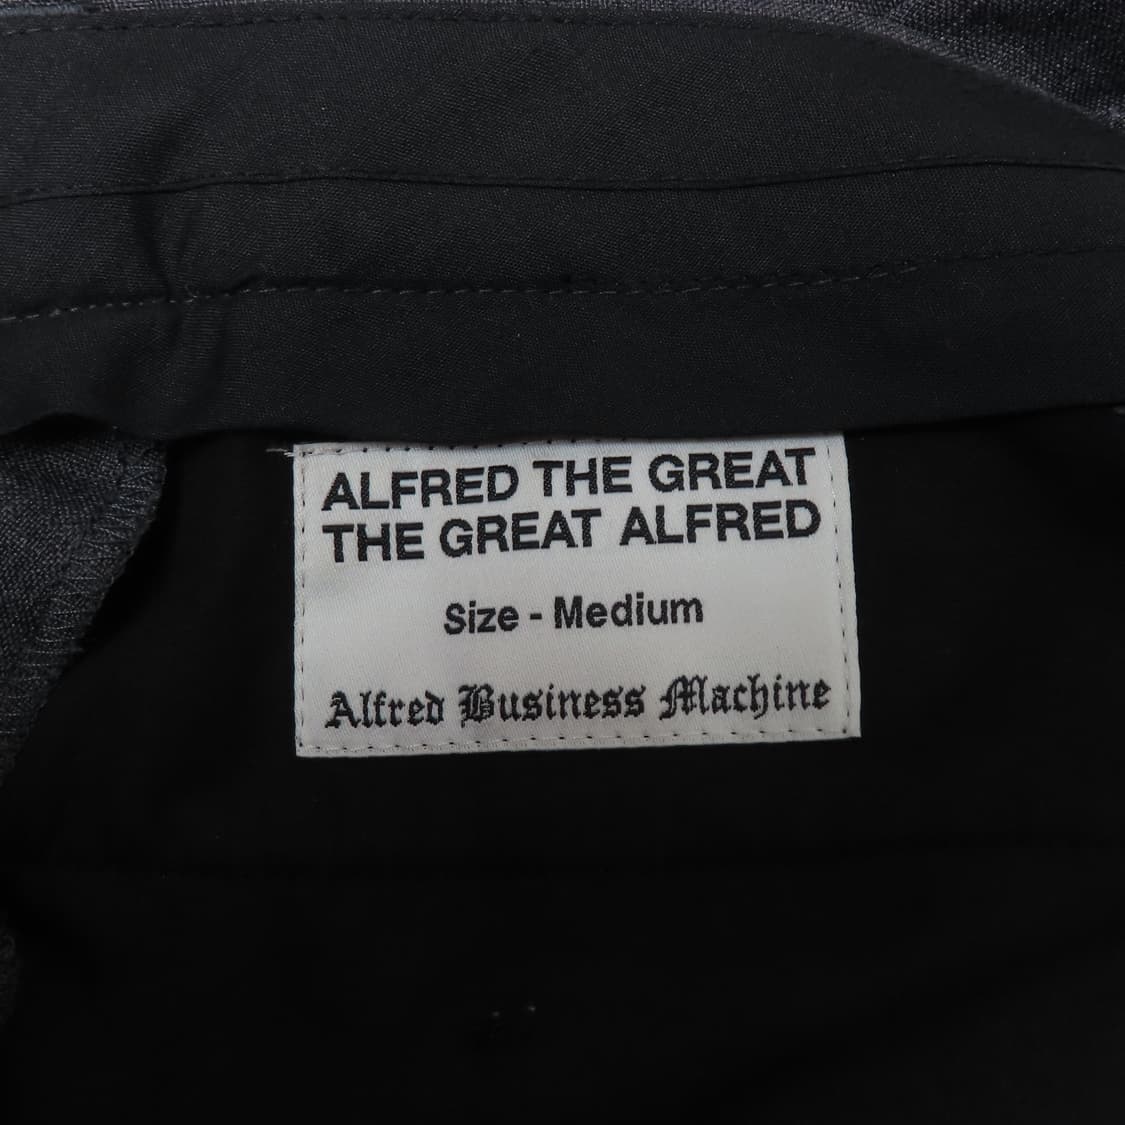 ALFRED THE GREAT
THE GREAT ALFRED
Size - Medium
Alfred Business Machine